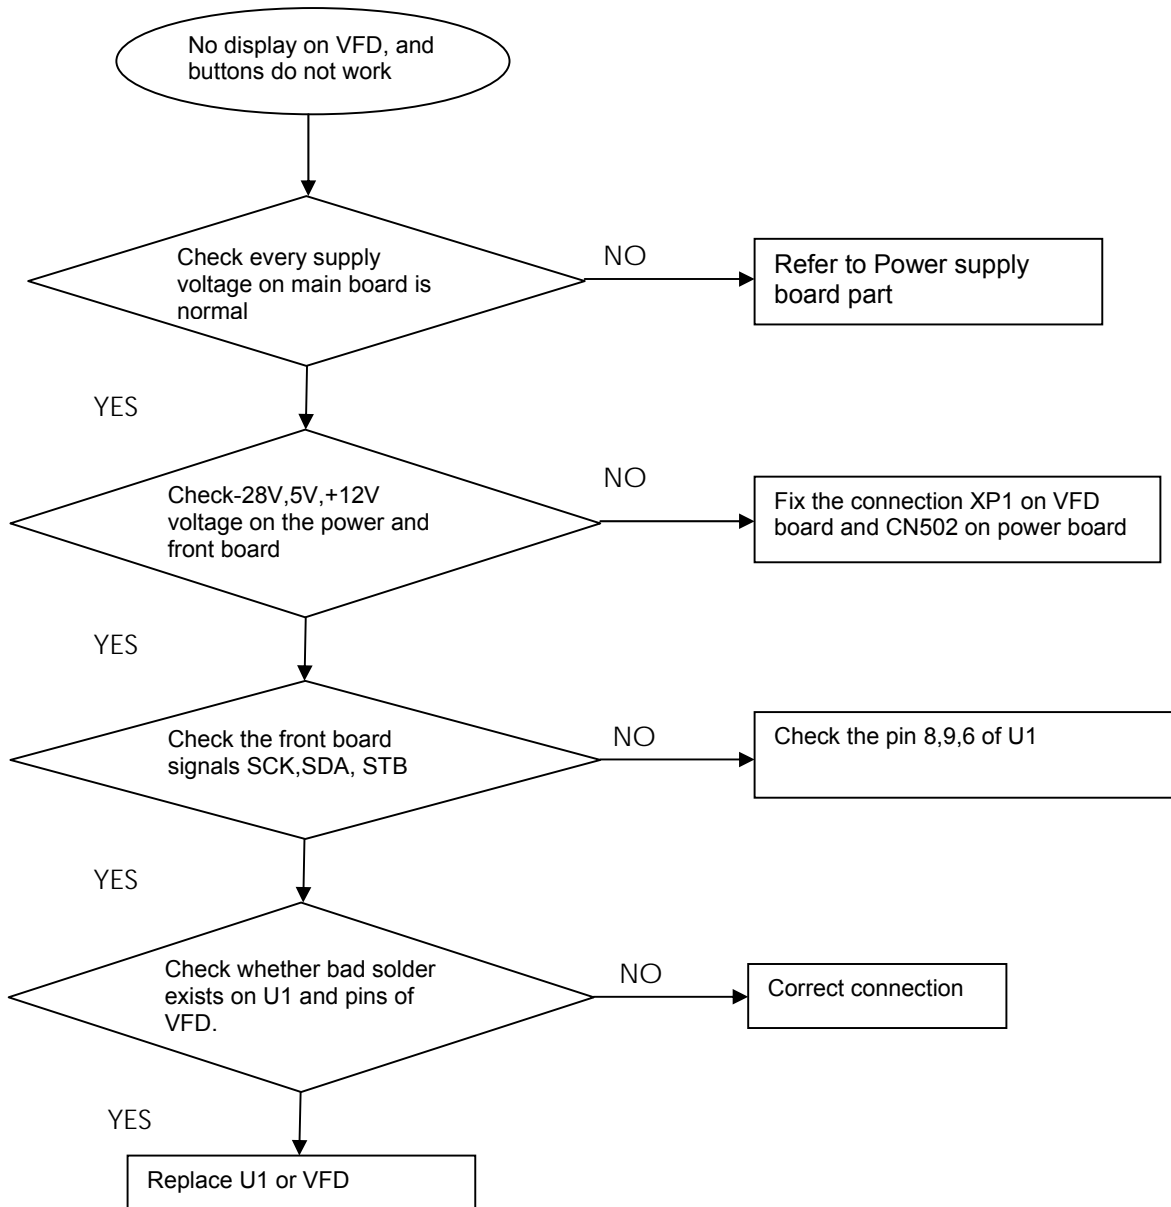 No display on VFD, and
buttons do not work
Check every supply
voltage on main board is
normal
NO
Refer to Power supply
board part
YES
Check-28V,5V,+12V
voltage on the power and
front board
NO
Fix the connection XP1 on VFD
board and CN502 on power board
YES
Check the front board
signals SCK,SDA, STB
NO
Check the pin 8,9,6 of U1
YES
Check whether bad solder
exists on U1 and pins of
VFD.
NO
Correct connection
YES
Replace U1 or VFD